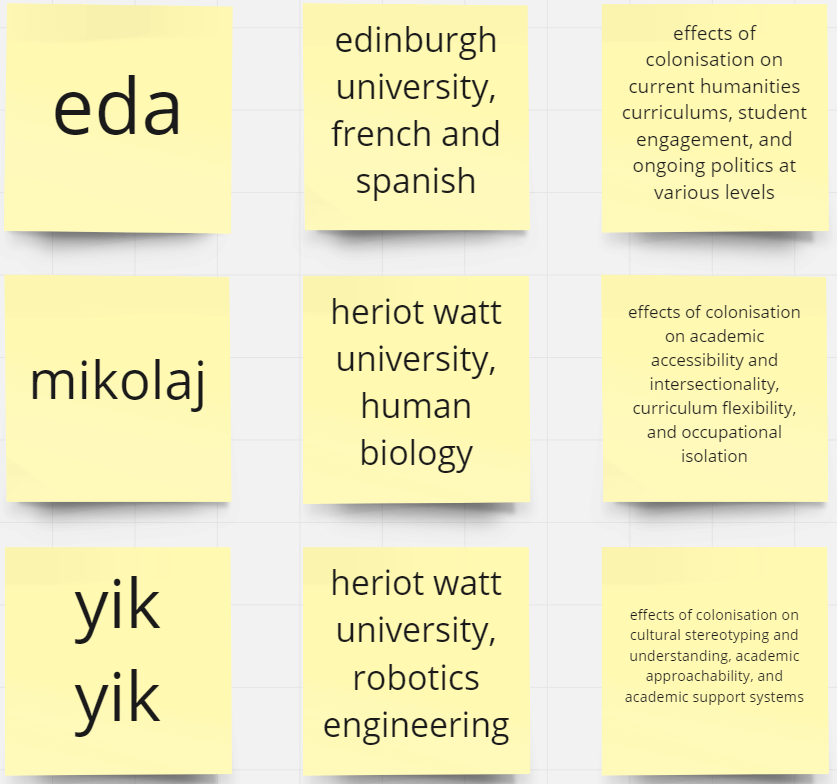 eda
edinburgh
university,
french and
spanish
effects of
colonisation on
current humanities
curriculums, student
engagement, and
ongoing politics at
various levels
mikolaj
heriot watt
university,
human
biology
effects of colonisation
on academic
accessibility and
intersectionality,
curriculum flexibility,
and occupational
isolation
yik
yik
heriot watt
university,
robotics
engineering
effects of colonisation on
cultural stereotyping and
understanding, academic
approachability, and
academic support systems